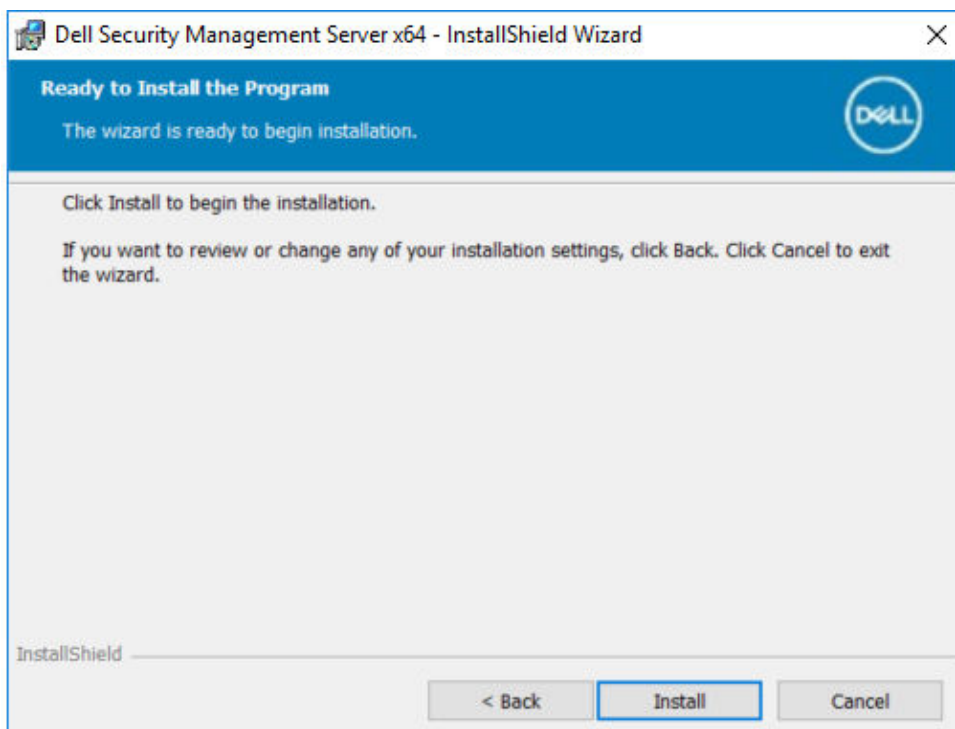 Dell Security Management Server x64 - InstallShield Wizard
Ready to Install the Program
The wizard is ready to begin installation.
DELL
Click Install to begin the installation.
If you want to review or change any of your installation settings, click Back. Click Cancel to exit
the wizard.
InstallShield
< Back
Install
Cancel